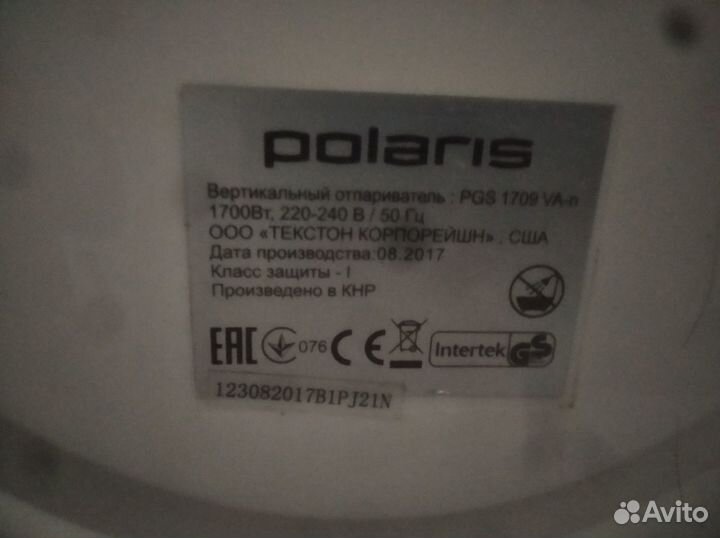 polaris
Вертикальный отпариватель : PGS 1709 VA-n
1700Вт, 220-240 В / 50 Гц
ООО «ТЕКСТОН КОРПОРЕЙШН» , США
Дата производства:08.2017
Класс защиты - I
Произведено в КНР
EAC 076 CE Intertek GS
123082017B1PJ21N
Avito